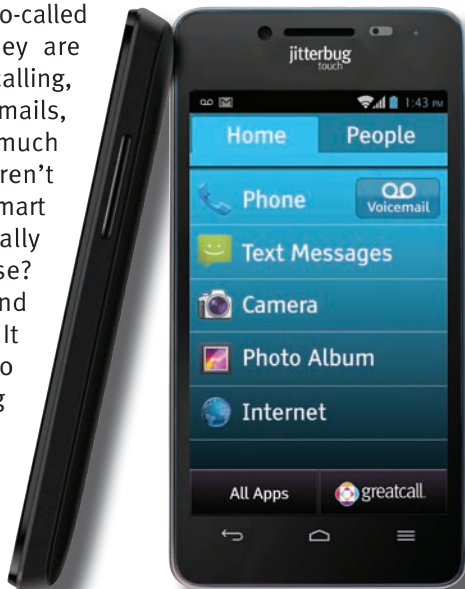 o-called
ey are
calling,
mails,
much
ren't
mart
ally
se?
nd
It
o
g
jitterbug
touch
1:43 PM
Home People
Phone Voicemail
Text Messages
Camera
Photo Album
Internet
All Apps greatcall.